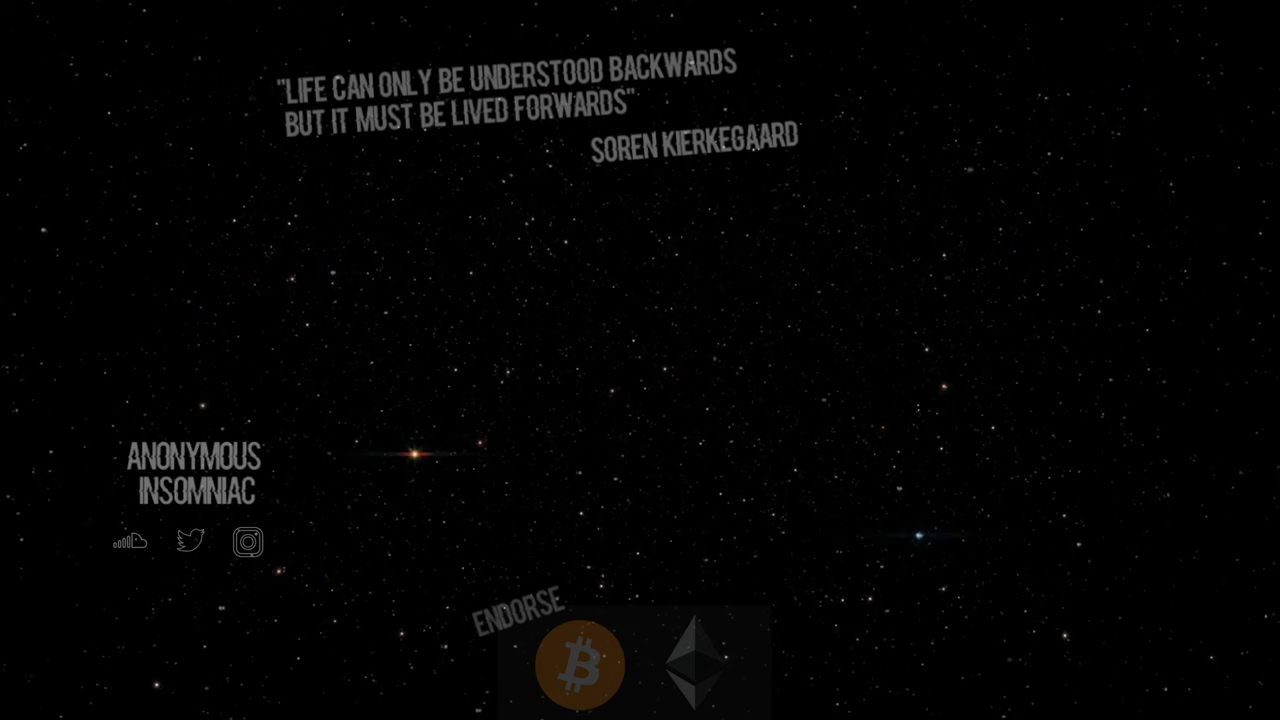 "LIFE CAN ONLY BE UNDERSTOOD BACKWARDS
BUT IT MUST BE LIVED FORWARDS"
SOREN KIERKEGAARD
ANONYMOUS
INSOMNIAC
ENDORSE